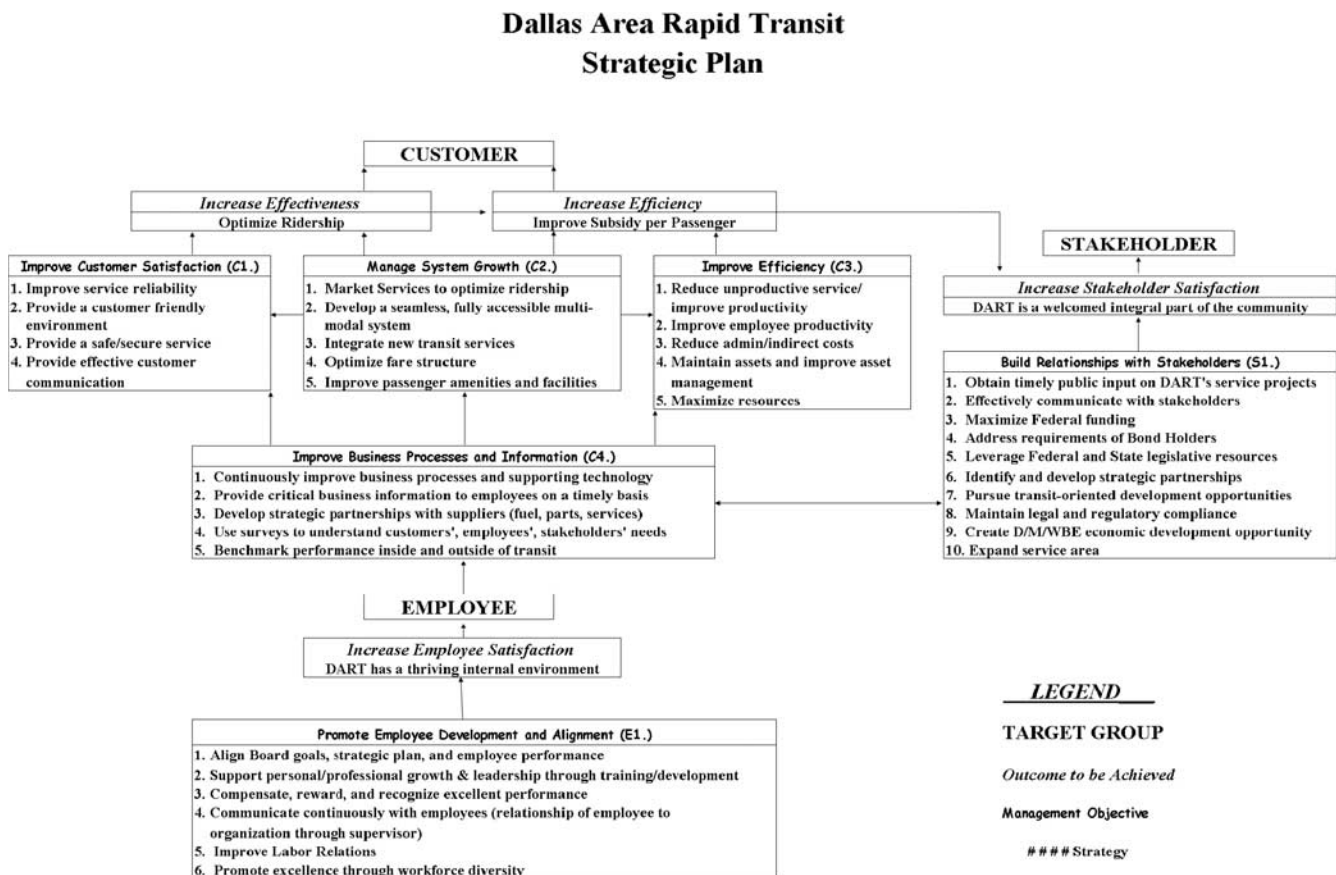 Dallas Area Rapid Transit
Strategic Plan
CUSTOMER
Increase Effectiveness
Optimize Ridership
Increase Efficiency
Improve Subsidy per Passenger
STAKEHOLDER
Increase Stakeholder Satisfaction
DART is a welcomed integral part of the community
Improve Customer Satisfaction (C1.)
1. Improve service reliability
2. Provide a customer friendly
environment
3. Provide a safe/secure service
4. Provide effective customer
communication
Manage System Growth (C2.)
1. Market Services to optimize ridership
2. Develop a seamless, fully accessible multi-
modal system
3. Integrate new transit services
4. Optimize fare structure
5. Improve passenger amenities and facilities
Improve Efficiency (C3.)
1. Reduce unproductive service/
improve productivity
2. Improve employee productivity
3. Reduce admin/indirect costs
4. Maintain assets and improve asset
management
5. Maximize resources
Build Relationships with Stakeholders (S1.)
1. Obtain timely public input on DART's service projects
2. Effectively communicate with stakeholders
3. Maximize Federal funding
4. Address requirements of Bond Holders
5. Leverage Federal and State legislative resources
6. Identify and develop strategic partnerships
7. Pursue transit-oriented development opportunities
8. Maintain legal and regulatory compliance
9. Create D/M/WBE economic development opportunity
10. Expand service area
Improve Business Processes and Information (C4.)
1. Continuously improve business processes and supporting technology
2. Provide critical business information to employees on a timely basis
3. Develop strategic partnerships with suppliers (fuel, parts, services)
4. Use surveys to understand customers', employees', stakeholders' needs
5. Benchmark performance inside and outside of transit
EMPLOYEE
Increase Employee Satisfaction
DART has a thriving internal environment
Promote Employee Development and Alignment (E1.)
1. Align Board goals, strategic plan, and employee performance
2. Support personal/professional growth & leadership through training/development
3. Compensate, reward, and recognize excellent performance
4. Communicate continuously with employees (relationship of employee to
organization through supervisor)
5. Improve Labor Relations
6. Promote excellence through workforce diversity
LEGEND
TARGET GROUP
Outcome to be Achieved
Management Objective
# # # # Strategy